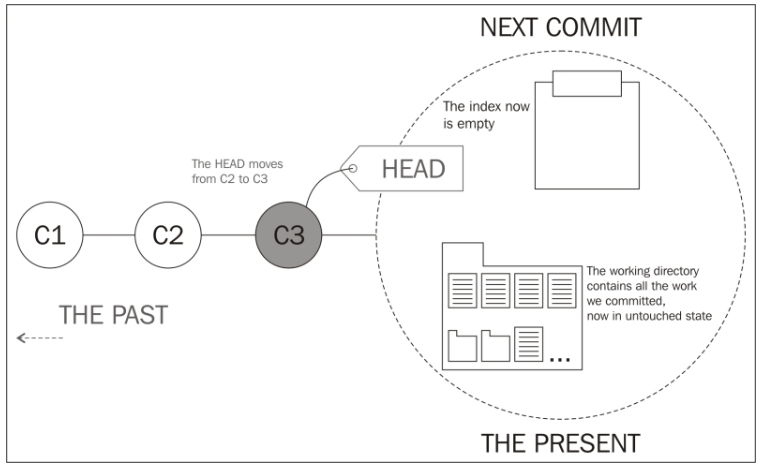 NEXT COMMIT
The index now
is empty
The HEAD moves
from C2 to C3
HEAD
C1
C2
C3
The working directory
contains all the work
we committed,
now in untouched state
THE PAST
...
THE PRESENT